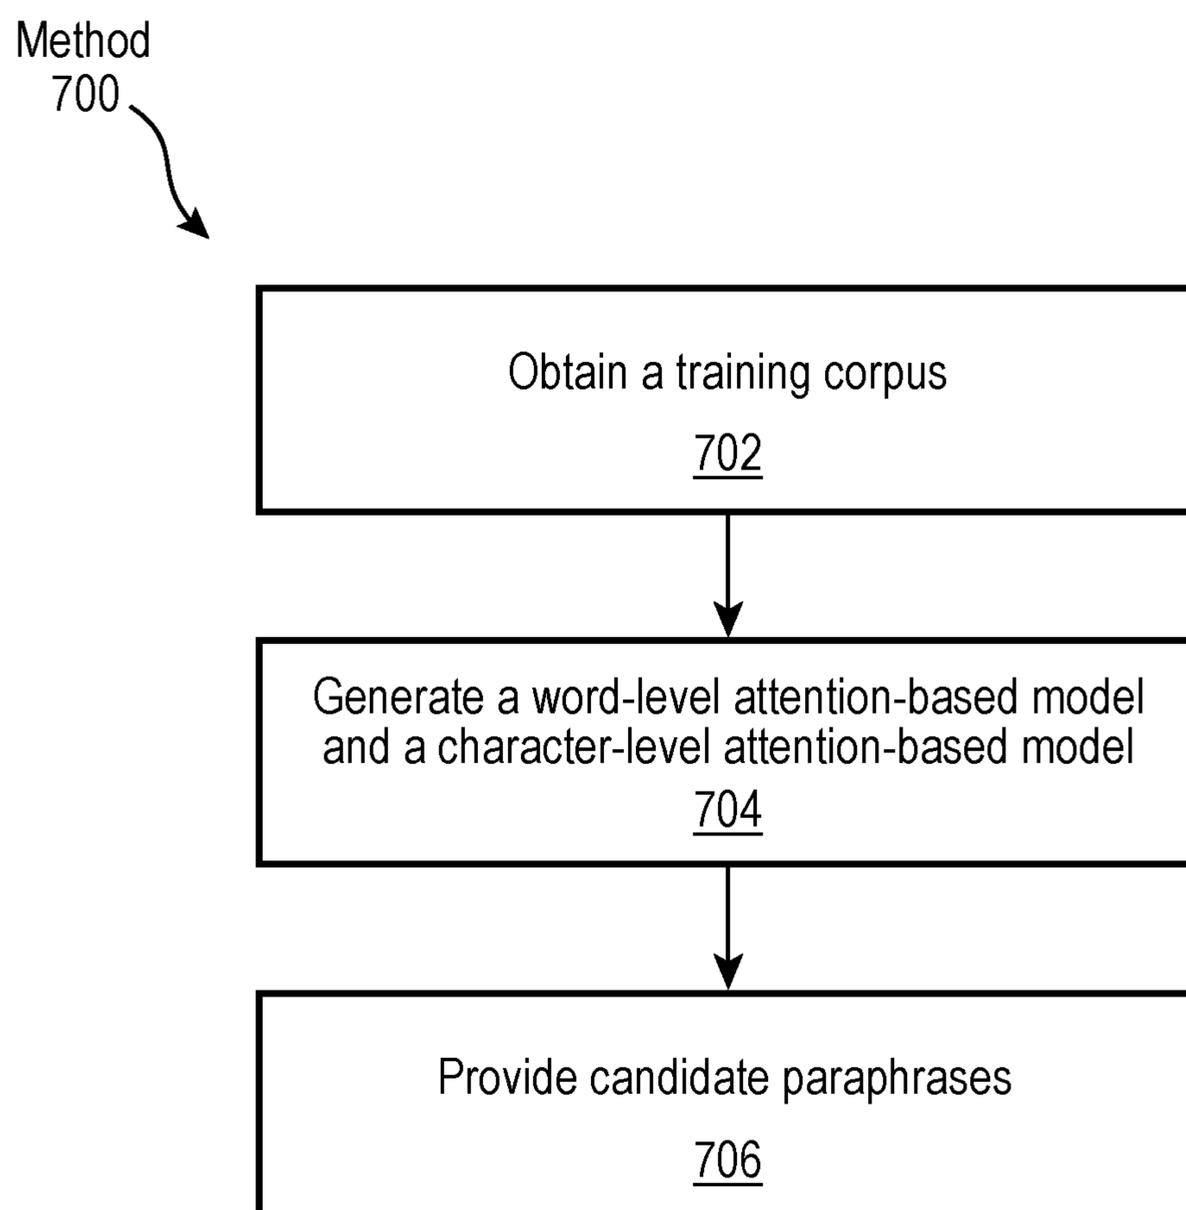 Method
700
Obtain a training corpus
702
Generate a word-level attention-based model
and a character-level attention-based model
704
Provide candidate paraphrases
706